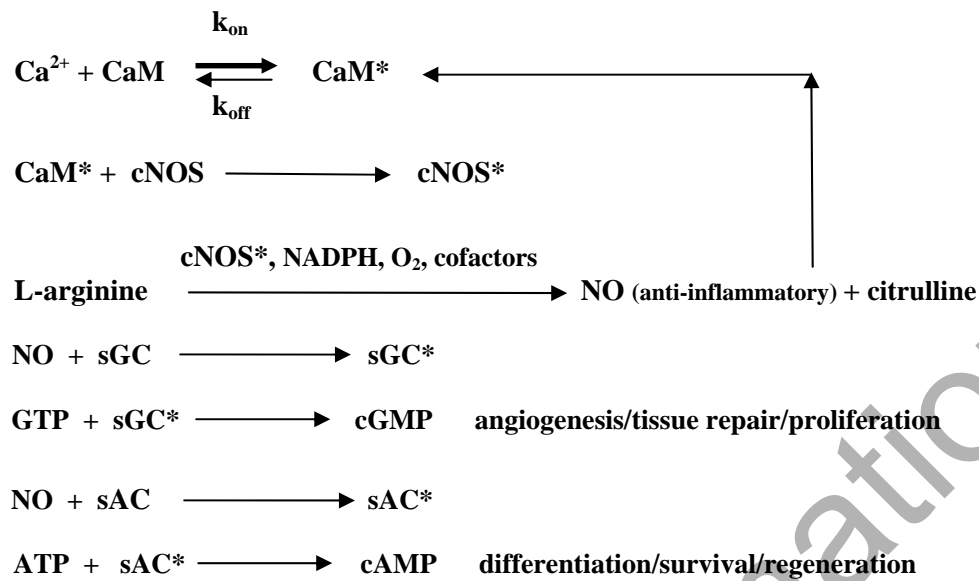 k_on
Ca²⁺ + CaM CaM*
k_off
CaM* + cNOS cNOS*
cNOS*, NADPH, O₂, cofactors
L-arginine NO (anti-inflammatory) + citrulline
NO + sGC sGC*
GTP + sGC* cGMP angiogenesis/tissue repair/proliferation
NO + sAC sAC*
ATP + sAC* cAMP differentiation/survival/regeneration